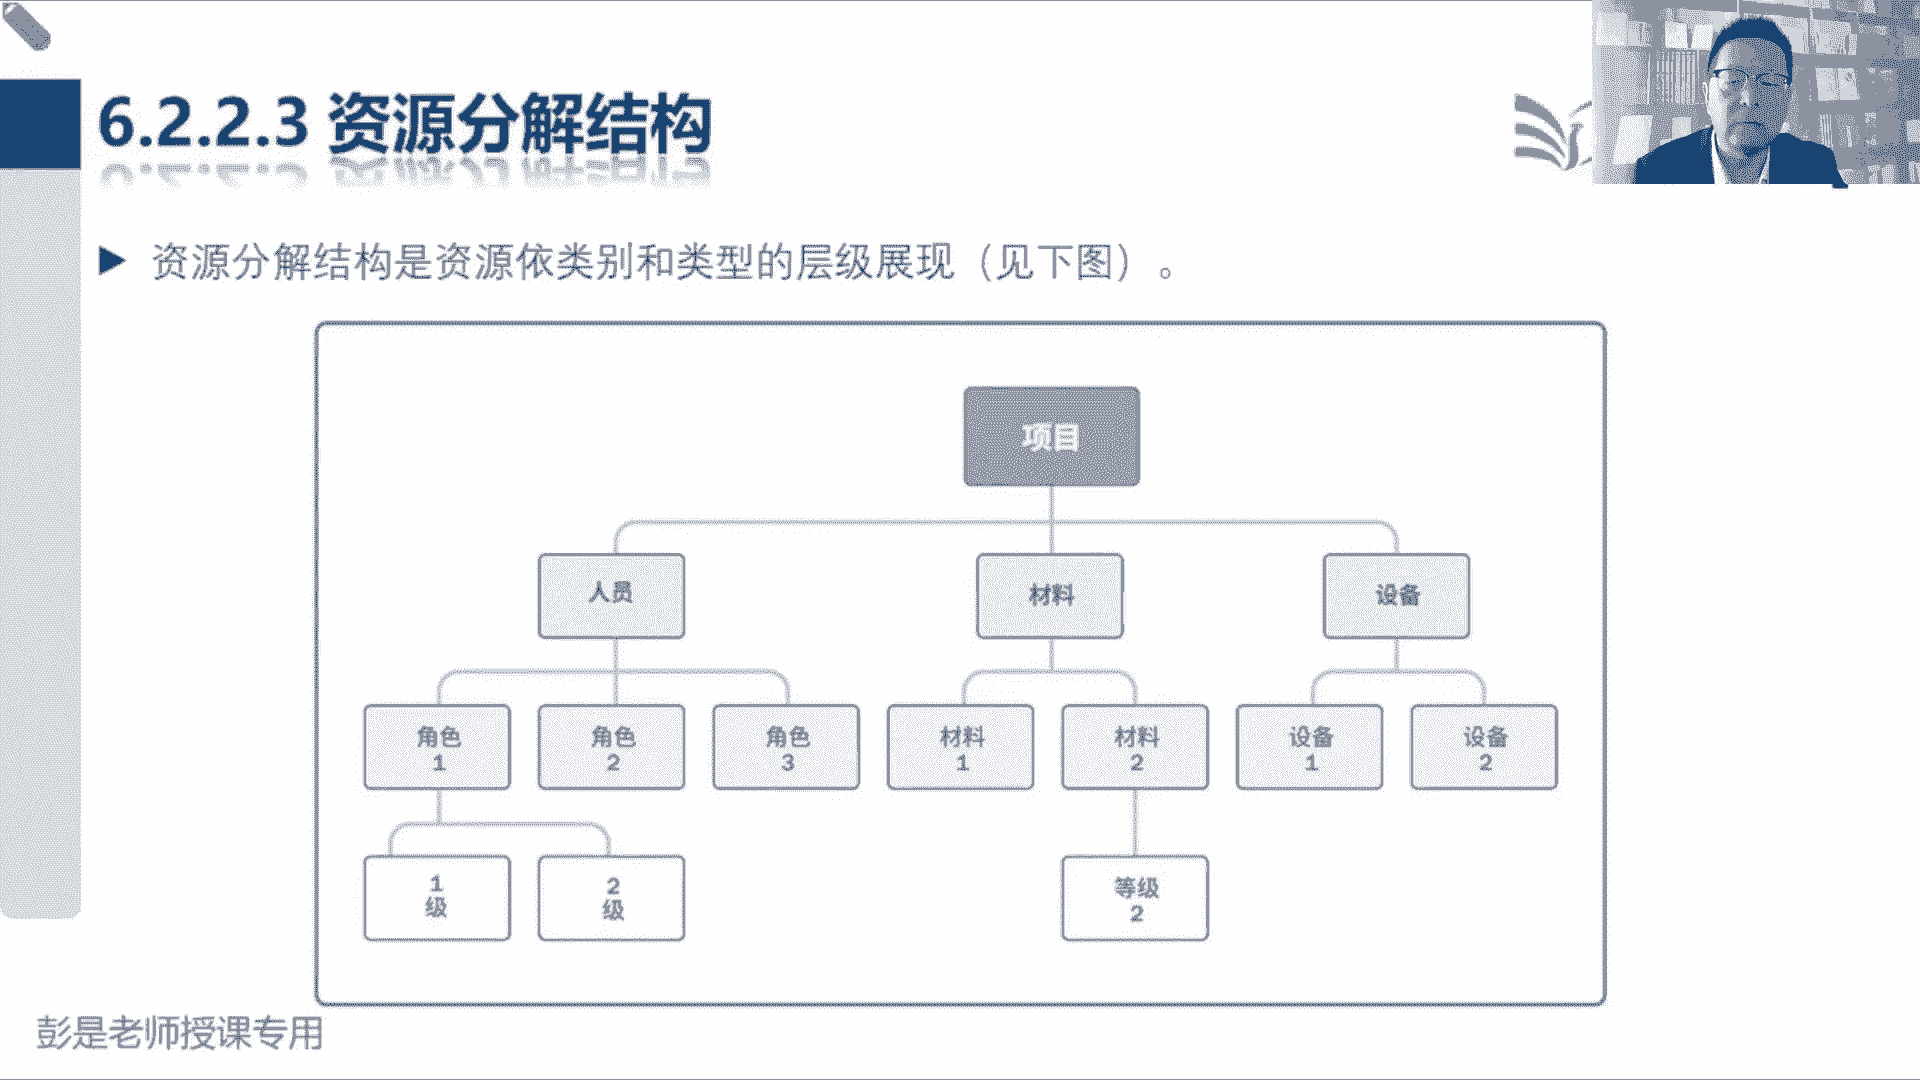 6.2.2.3 资源分解结构
资源分解结构是资源依类别和类型的层级展现（见下图）。
项目
人员
材料
设备
角色
1
角色
2
角色
3
材料
1
材料
2
设备
1
设备
2
1
级
2
级
等级
2
彭是老师授课专用